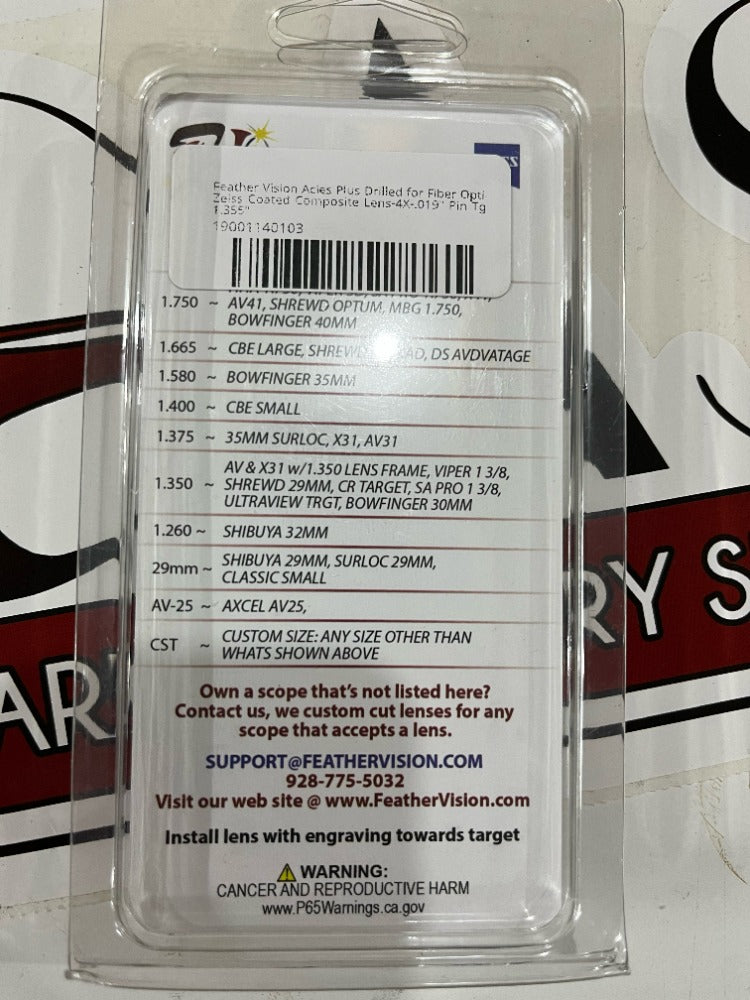 Feather Vision Acies Plus Drilled for Fiber Opti
Zeiss Coated Composite Lens-4X-.019" Pin Tg
1.355"
19001140103
1.750 ~ AV41, SHREWD OPTUM, MBG 1.750,
BOWFINGER 40MM
1.665 ~ CBE LARGE, SHREWD DS AVDVATAGE
1.580 ~ BOWFINGER 35MM
1.400 ~ CBE SMALL
1.375 ~ 35MM SURLOC, X31, AV31
AV & X31 w/1.350 LENS FRAME, VIPER 1 3/8,
1.350 ~ SHREWD 29MM, CR TARGET, SA PRO 1 3/8,
ULTRAVIEW TRGT, BOWFINGER 30MM
1.260 ~ SHIBUYA 32MM
29mm ~ SHIBUYA 29MM, SURLOC 29MM,
CLASSIC SMALL
AV-25 ~ AXCEL AV25,
CST ~ CUSTOM SIZE: ANY SIZE OTHER THAN
WHATS SHOWN ABOVE
Own a scope that's not listed here?
Contact us, we custom cut lenses for any
scope that accepts a lens.
SUPPORT@FEATHERVISION.COM
928-775-5032
Visit our web site @ www.FeatherVision.com
Install lens with engraving towards target
WARNING:
CANCER AND REPRODUCTIVE HARM
www.P65Warnings.ca.gov
AR
RY S